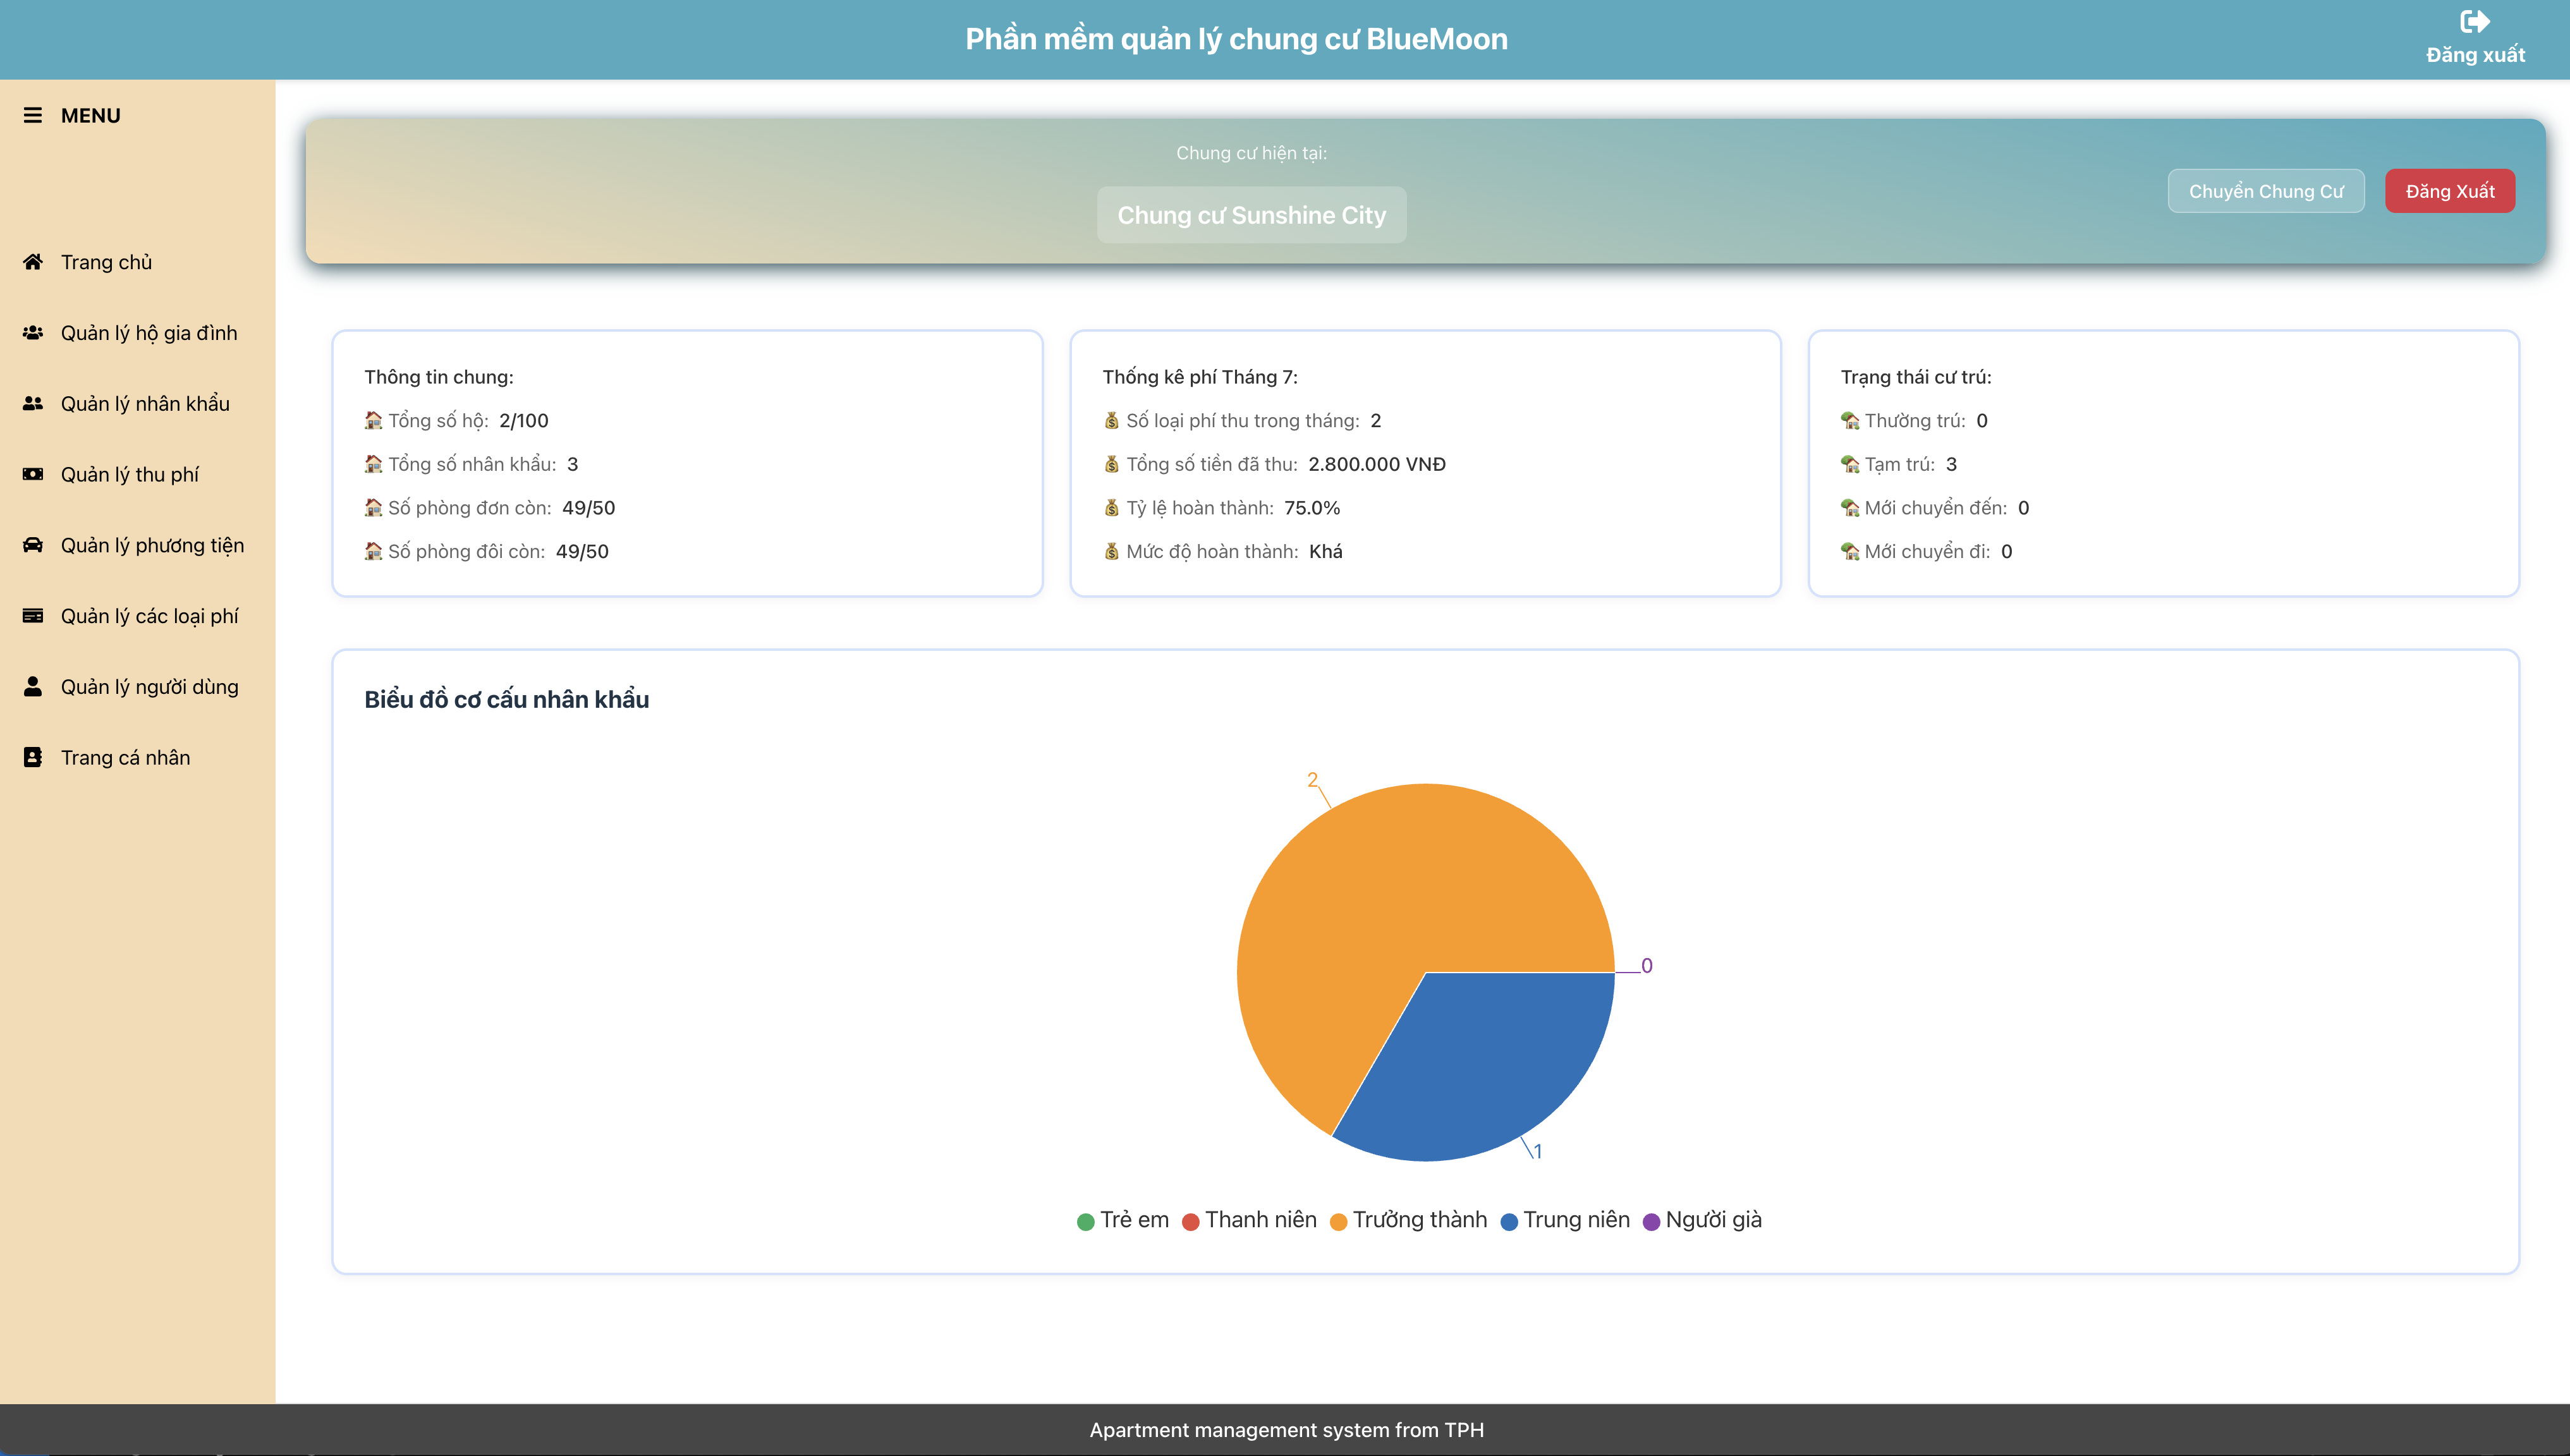 Phần mềm quản lý chung cư BlueMoon
Đăng xuất
MENU
Trang chủ
Quản lý hộ gia đình
Quản lý nhân khẩu
Quản lý thu phí
Quản lý phương tiện
Quản lý các loại phí
Quản lý người dùng
Trang cá nhân
Chung cư hiện tại:
Chung cư Sunshine City
Chuyển Chung Cư
Đăng Xuất
Thông tin chung:
Tổng số hộ: 2/100
Tổng số nhân khẩu: 3
Số phòng đơn còn: 49/50
Số phòng đôi còn: 49/50
Thống kê phí Tháng 7:
Số loại phí thu trong tháng: 2
Tổng số tiền đã thu: 2.800.000 VNĐ
Tỷ lệ hoàn thành: 75.0%
Mức độ hoàn thành: Khá
Trạng thái cư trú:
Thường trú: 0
Tạm trú: 3
Mới chuyển đến: 0
Mới chuyển đi: 0
Biểu đồ cơ cấu nhân khẩu
2
0
1
Trẻ em Thanh niên Trưởng thành Trung niên Người già
Apartment management system from TPH